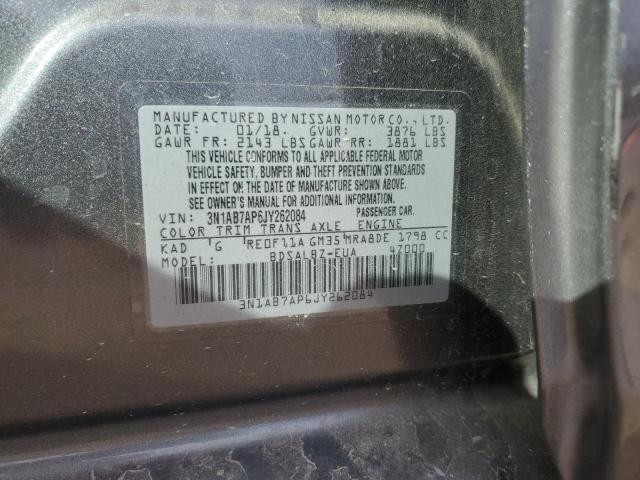 MANUFACTURED BY NISSAN MOTOR CO., LTD.
DATE: 01/18. GVWR: 3876 LBS
GAWR FR: 2143 LBS GAWR RR: 1881 LBS
THIS VEHICLE CONFORMS TO ALL APPLICABLE FEDERAL MOTOR
VEHICLE SAFETY, BUMPER AND THEFT PREVENTION STANDARDS
IN EFFECT ON THE DATE OF MANUFACTURE SHOWN ABOVE.
SEE OWNER'S MANUAL FOR ADDITIONAL INFORMATION.
VIN: 3N1AB7AP6JY262084 PASSENGER CAR.
COLOR TRIM TRANS AXLE ENGINE
KAD G RE0F11A GM35 MRA8DE 1798 CC
MODEL: BDSALBZ-EUA 47000
3N1AB7AP6JY262084